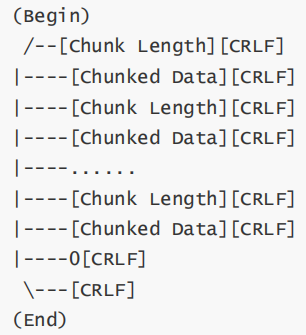 (Begin)
 /--[Chunk Length][CRLF]
|----[Chunked Data][CRLF]
|----[Chunk Length][CRLF]
|----[Chunked Data][CRLF]
|----......
|----[Chunk Length][CRLF]
|----[Chunked Data][CRLF]
|----0[CRLF]
 \---[CRLF]
(End)